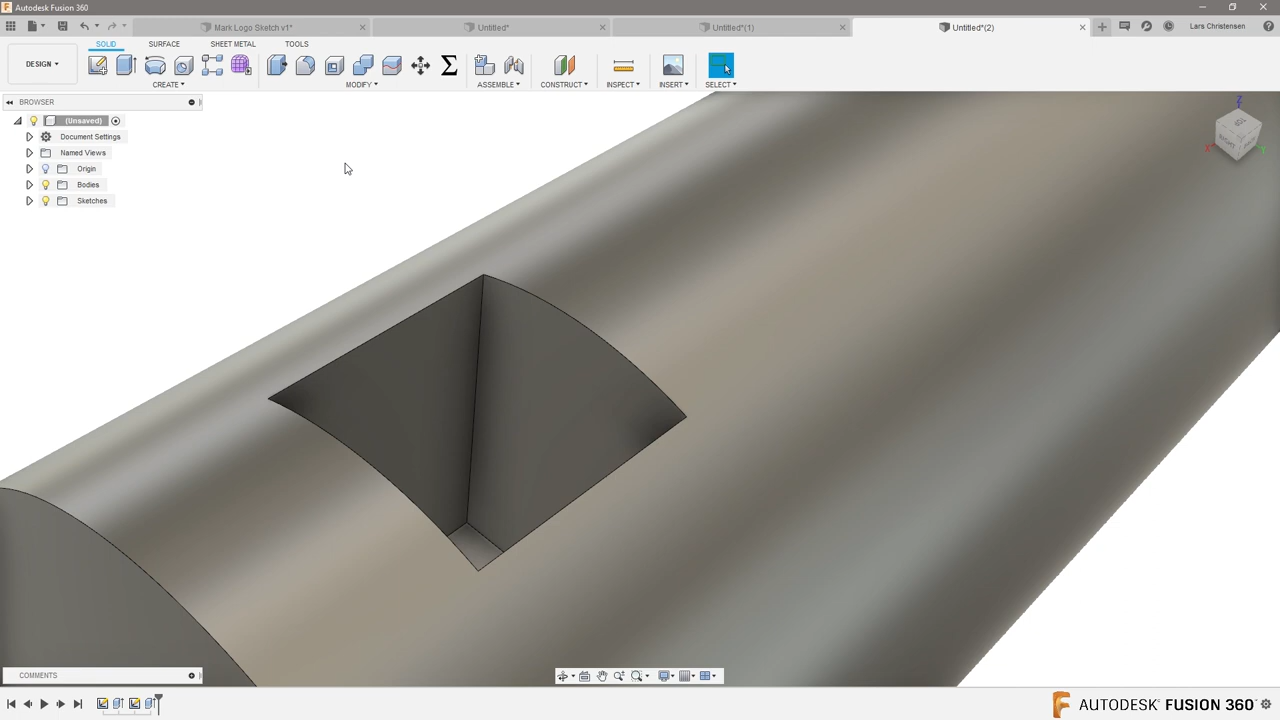 Autodesk Fusion 360
Mark Logo Sketch v1*
Untitled*
Untitled*(1)
Untitled*(2)
Lars Christensen
DESIGN
SOLID
SURFACE
SHEET METAL
TOOLS
CREATE
MODIFY
ASSEMBLE
CONSTRUCT
INSPECT
INSERT
SELECT
BROWSER
(Unsaved)
Document Settings
Named Views
Origin
Bodies
Sketches
Z
X
Y
RIGHT
COMMENTS
AUTODESK® FUSION 360™